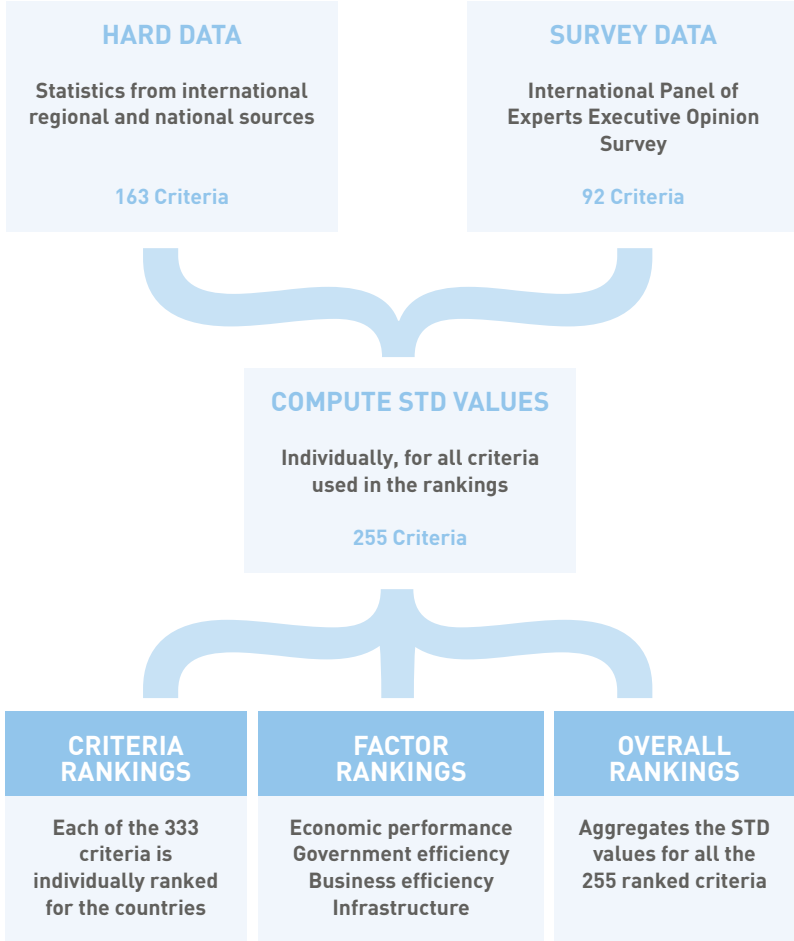 HARD DATA
Statistics from international
regional and national sources
163 Criteria
SURVEY DATA
International Panel of
Experts Executive Opinion
Survey
92 Criteria
COMPUTE STD VALUES
Individually, for all criteria
used in the rankings
255 Criteria
CRITERIA
RANKINGS
Each of the 333
criteria is
individually ranked
for the countries
FACTOR
RANKINGS
Economic performance
Government efficiency
Business efficiency
Infrastructure
OVERALL
RANKINGS
Aggregates the STD
values for all the
255 ranked criteria